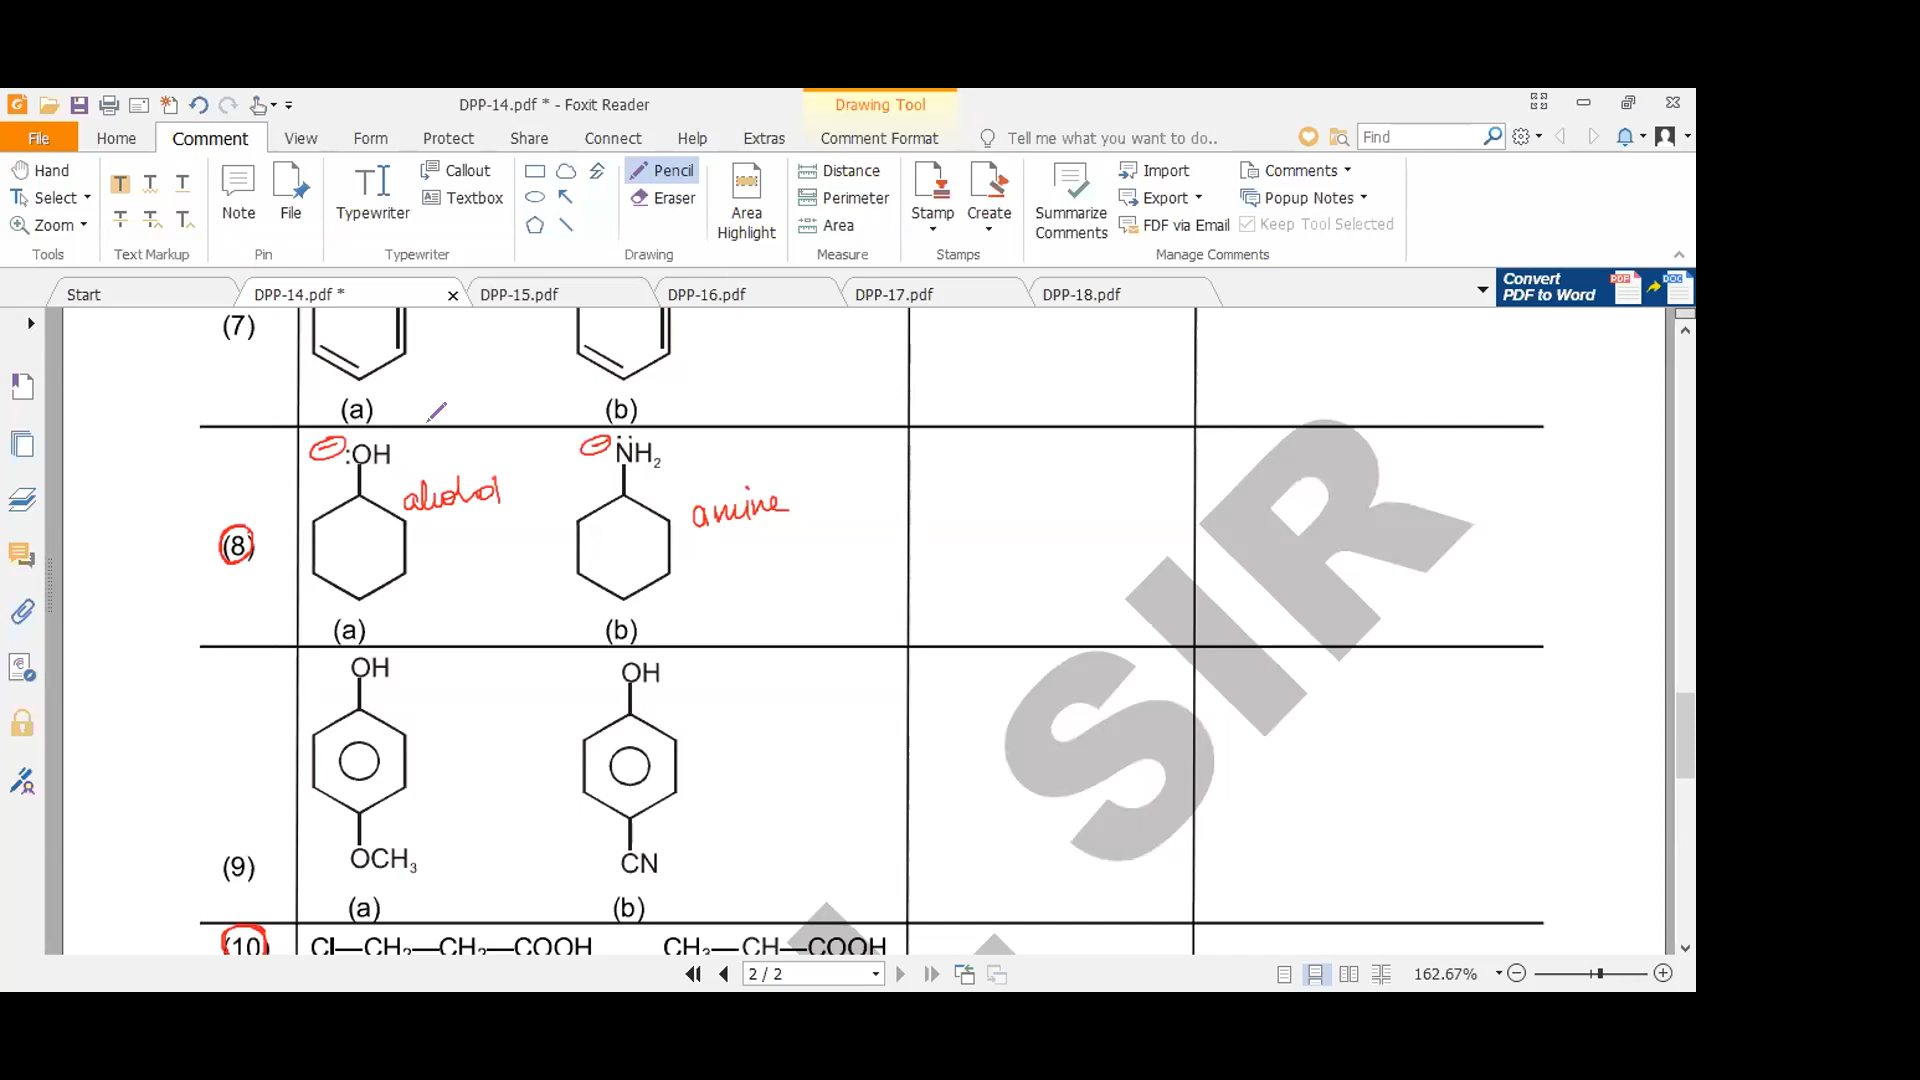 DPP-14.pdf * - Foxit Reader
Drawing Tool
File
Home
Comment
View
Form
Protect
Share
Connect
Help
Extras
Comment Format
Tell me what you want to do..
Find
Hand
Select
Zoom
Tools
Text Markup
Note
File
Pin
Typewriter
Callout
Textbox
Typewriter
Pencil
Eraser
Drawing
Area Highlight
Distance
Perimeter
Area
Measure
Stamp
Create
Stamps
Summarize Comments
Import
Export
FDF via Email
Comments
Popup Notes
Keep Tool Selected
Manage Comments
Start
DPP-14.pdf *
DPP-15.pdf
DPP-16.pdf
DPP-17.pdf
DPP-18.pdf
Convert
PDF to Word
PDF
DOC
(7)
(a) (b)
:OH N̈H₂
alcohol amine
(8)
(a) (b)
OH OH
OCH₃ CN
(9)
(a) (b)
(10) Cl—CH₂—CH₂—COOH CH₃—CH—COOH
SIR
2 / 2
162.67%